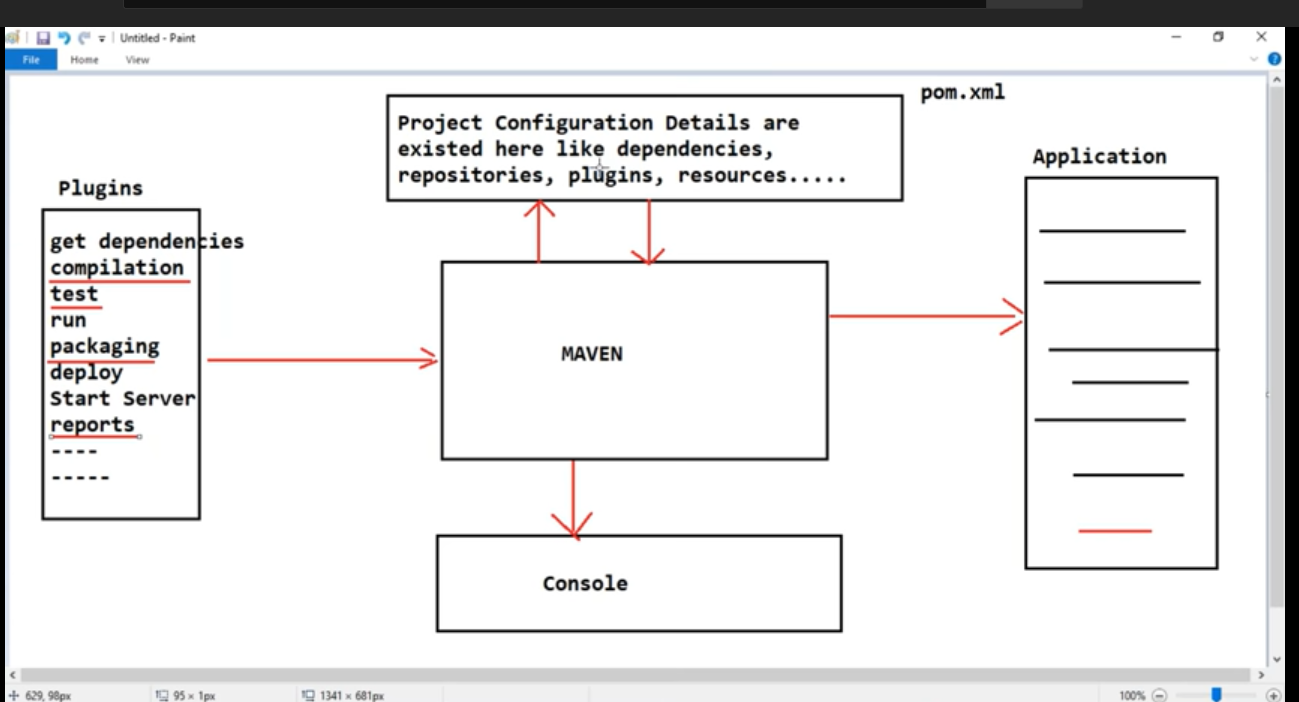 Untitled - Paint
File Home View
pom.xml
Project Configuration Details are
existed here like dependencies,
repositories, plugins, resources.....
Application
Plugins
get dependencies
compilation
test
run
packaging
deploy
Start Server
reports
----
-----
MAVEN
Console
629, 98px
95 × 1px
1341 × 681px
100%